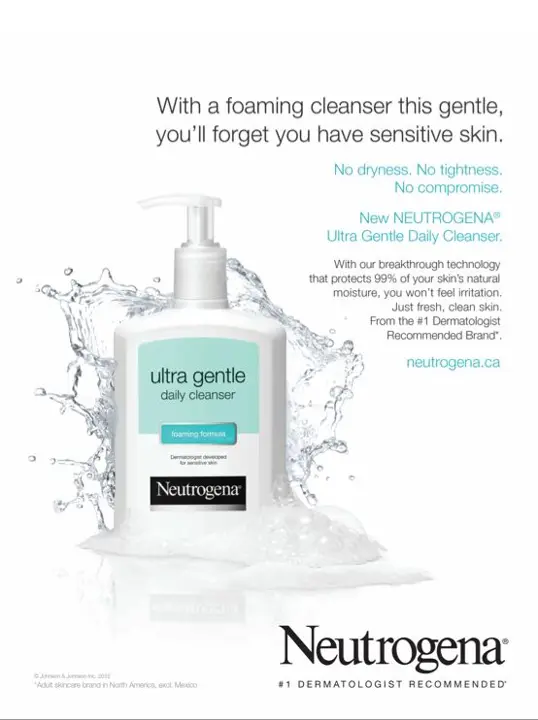 With a foaming cleanser this gentle,
you'll forget you have sensitive skin.
No dryness. No tightness.
No compromise.
New NEUTROGENA®
Ultra Gentle Daily Cleanser.
With our breakthrough technology
that protects 99% of your skin's natural
moisture, you won't feel irritation.
Just fresh, clean skin.
From the #1 Dermatologist
Recommended Brand*.
neutrogena.ca
ultra gentle
daily cleanser
foaming formula
Dermatologist developed
for sensitive skin
Neutrogena®
Neutrogena®
#1 DERMATOLOGIST RECOMMENDED*
© Johnson & Johnson Inc. 2012
*Adult skincare brand in North America, excl. Mexico